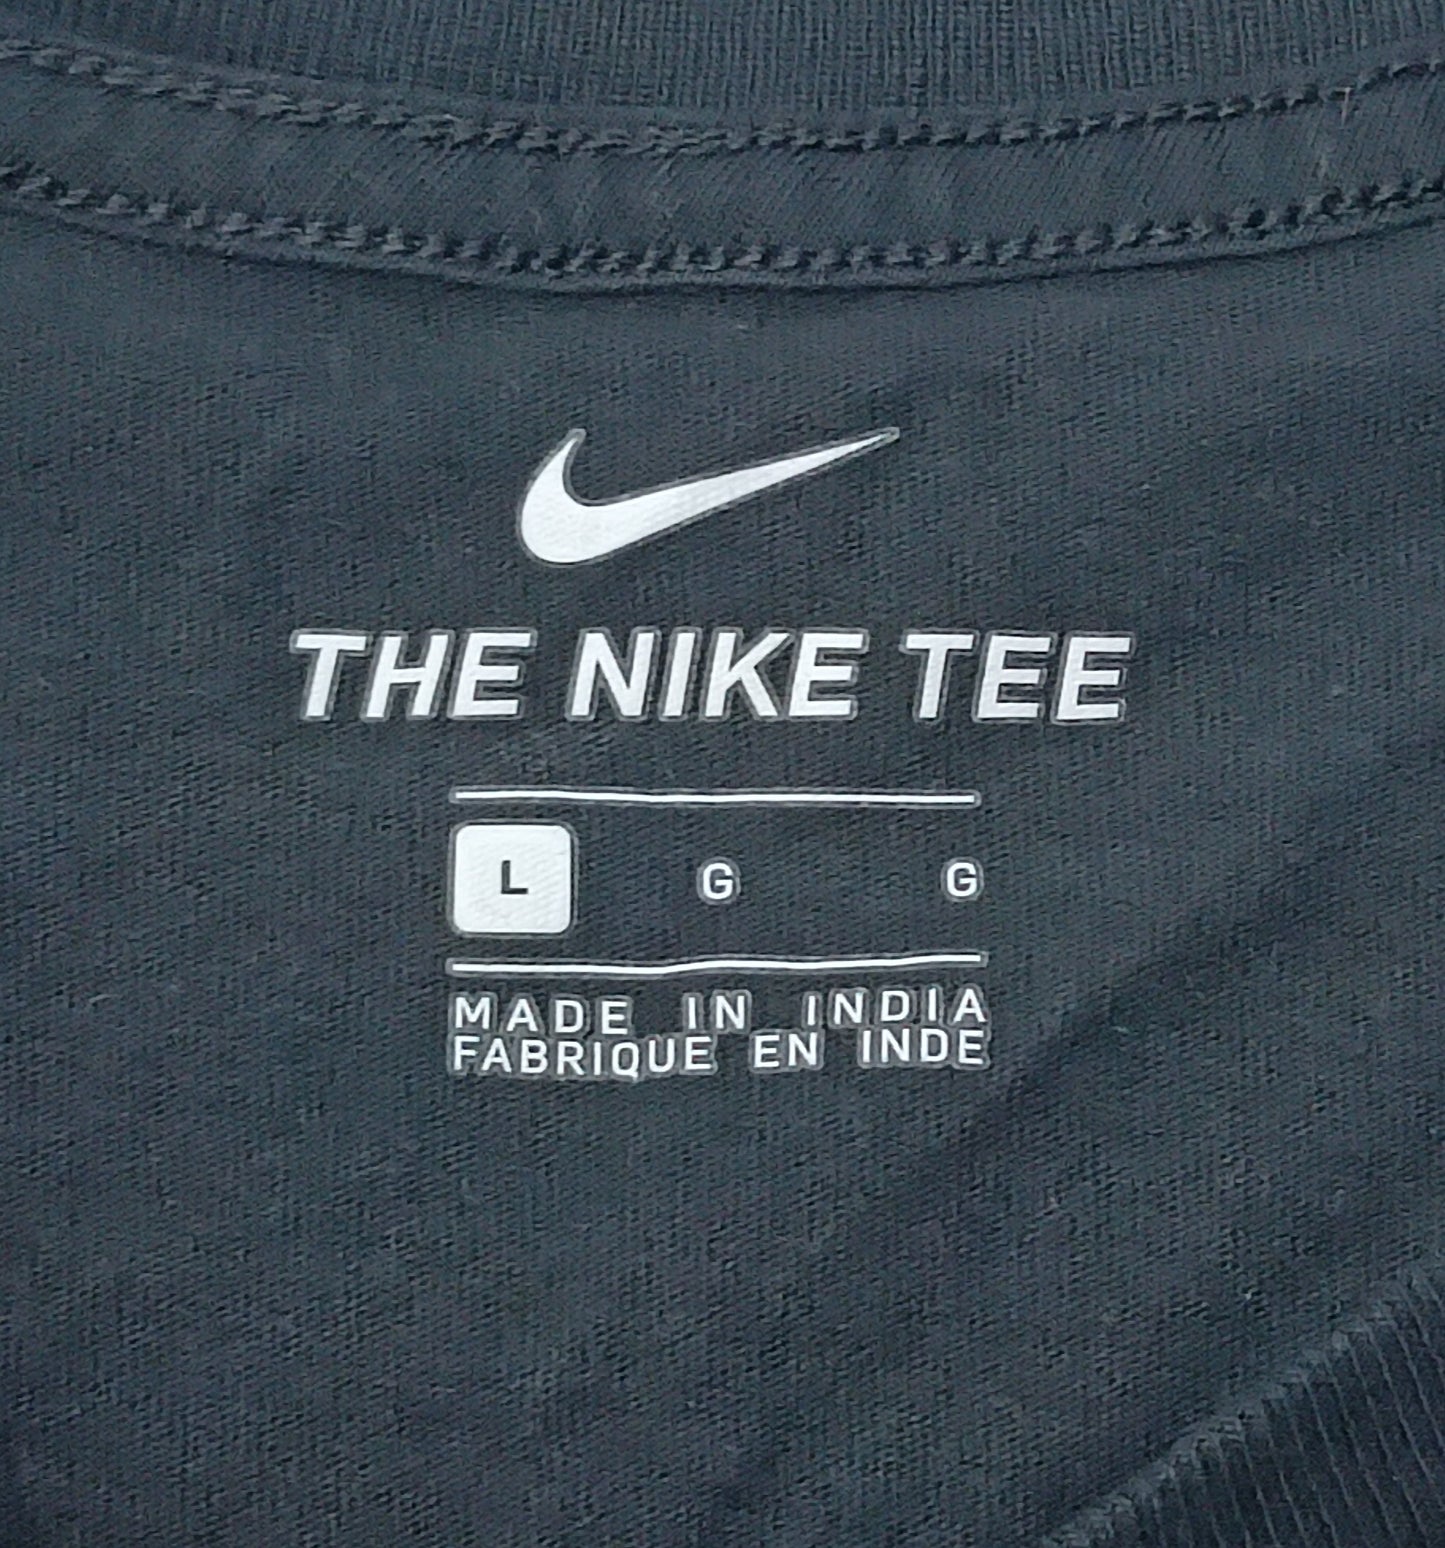 THE NIKE TEE
L G G
MADE IN INDIA
FABRIQUE EN INDE